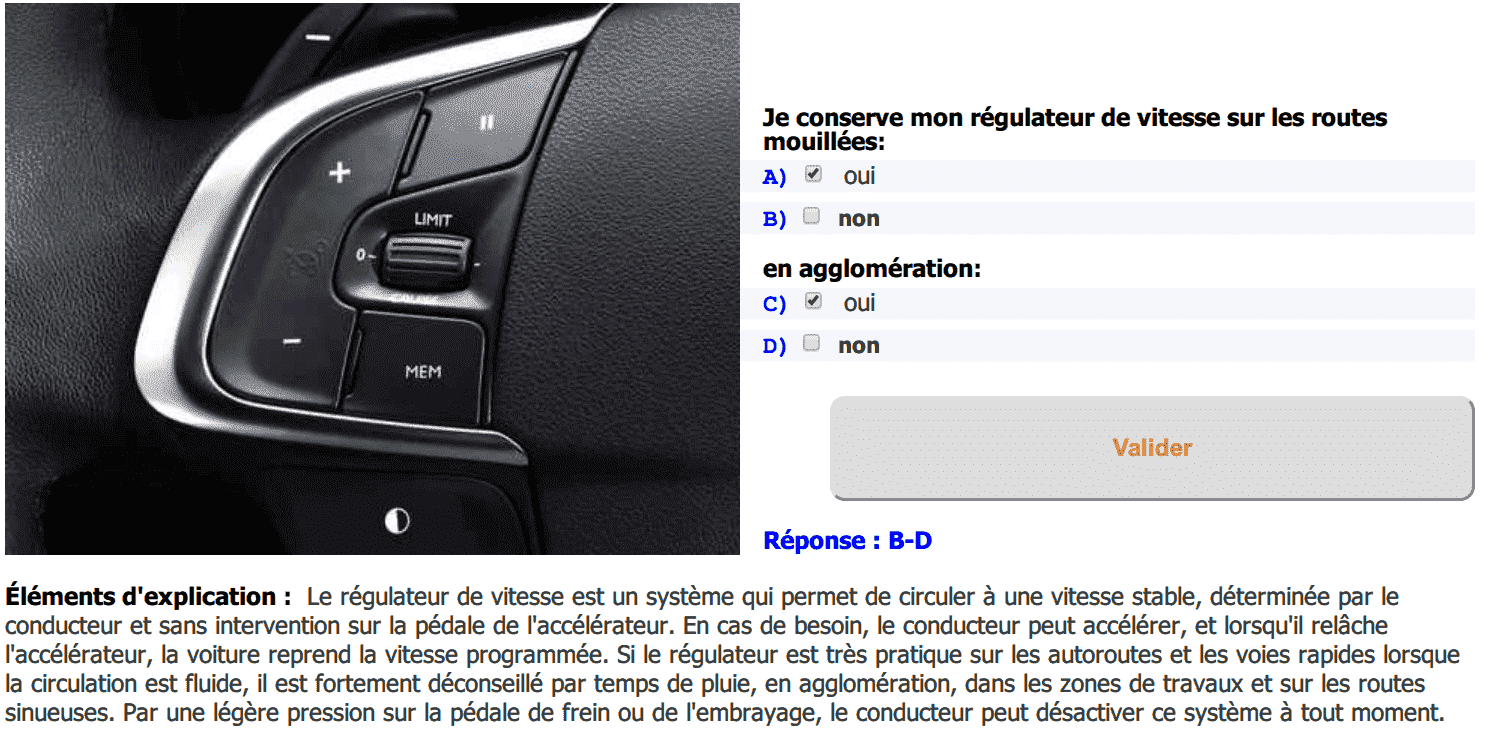 LIMIT
0
MEM
Je conserve mon régulateur de vitesse sur les routes
mouillées:
A) oui
B) non
en agglomération:
C) oui
D) non
Valider
Réponse : B-D
Éléments d'explication : Le régulateur de vitesse est un système qui permet de circuler à une vitesse stable, déterminée par le
conducteur et sans intervention sur la pédale de l'accélérateur. En cas de besoin, le conducteur peut accélérer, et lorsqu'il relâche
l'accélérateur, la voiture reprend la vitesse programmée. Si le régulateur est très pratique sur les autoroutes et les voies rapides lorsque
la circulation est fluide, il est fortement déconseillé par temps de pluie, en agglomération, dans les zones de travaux et sur les routes
sinueuses. Par une légère pression sur la pédale de frein ou de l'embrayage, le conducteur peut désactiver ce système à tout moment.